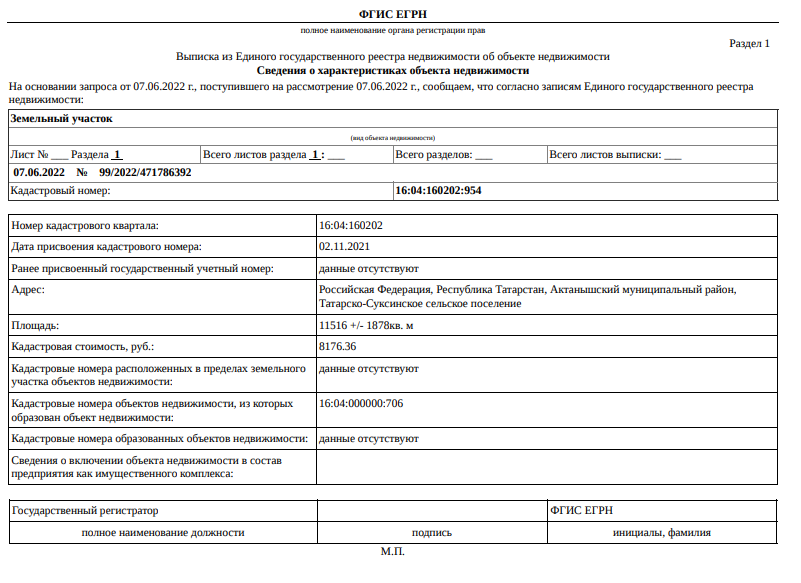 ФГИС ЕГРН
полное наименование органа регистрации прав
Раздел 1
Выписка из Единого государственного реестра недвижимости об объекте недвижимости
Сведения о характеристиках объекта недвижимости
На основании запроса от 07.06.2022 г., поступившего на рассмотрение 07.06.2022 г., сообщаем, что согласно записям Единого государственного реестра
недвижимости:
Земельный участок
(вид объекта недвижимости)
Лист № ___ Раздела 1 Всего листов раздела 1 : ___ Всего разделов: ___ Всего листов выписки: ___
07.06.2022 № 99/2022/471786392
Кадастровый номер: 16:04:160202:954
Номер кадастрового квартала: 16:04:160202
Дата присвоения кадастрового номера: 02.11.2021
Ранее присвоенный государственный учетный номер: данные отсутствуют
Адрес: Российская Федерация, Республика Татарстан, Актанышский муниципальный район,
Татарско-Суксинское сельское поселение
Площадь: 11516 +/- 1878кв. м
Кадастровая стоимость, руб.: 8176.36
Кадастровые номера расположенных в пределах земельного данные отсутствуют
участка объектов недвижимости:
Кадастровые номера объектов недвижимости, из которых 16:04:000000:706
образован объект недвижимости:
Кадастровые номера образованных объектов недвижимости: данные отсутствуют
Сведения о включении объекта недвижимости в состав
предприятия как имущественного комплекса:
Государственный регистратор ФГИС ЕГРН
полное наименование должности подпись инициалы, фамилия
М.П.